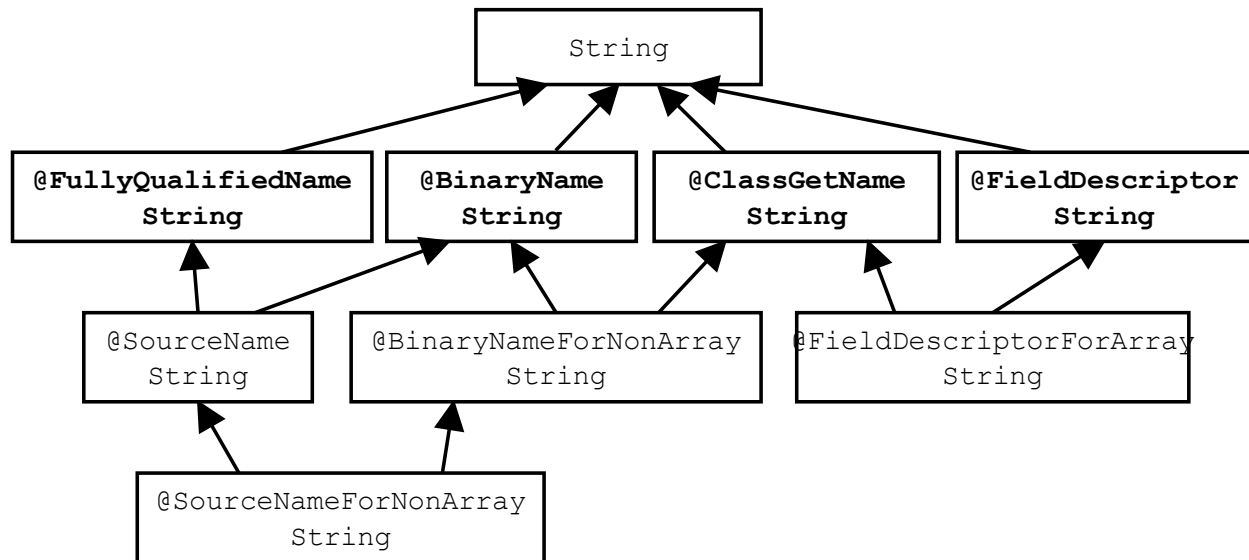 String
@FullyQualifiedName
String
@BinaryName
String
@ClassGetName
String
@FieldDescriptor
String
@SourceName
String
@BinaryNameForNonArray
String
@FieldDescriptorForArray
String
@SourceNameForNonArray
String